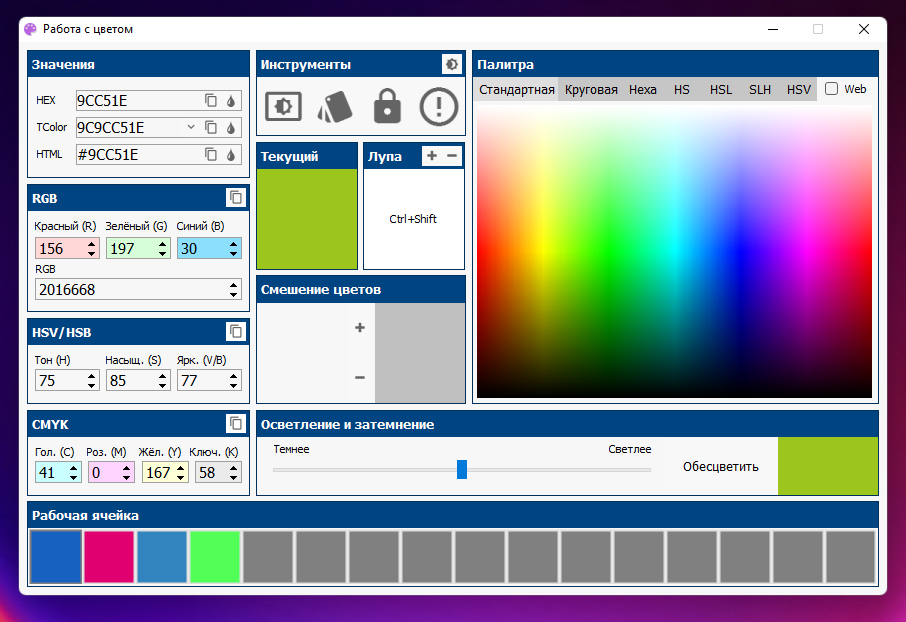 Работа с цветом
Значения
HEX 9CC51E
TColor 9C9CC51E
HTML #9CC51E
RGB
Красный (R) Зелёный (G) Синий (B)
156 197 30
RGB
2016668
HSV/HSB
Тон (H) Насыщ. (S) Ярк. (V/B)
75 85 77
CMYK
Гол. (C) Роз. (M) Жёл. (Y) Ключ. (K)
41 0 167 58
Инструменты
Текущий
Лупа + −
Ctrl+Shift
Смешение цветов
+
−
Палитра
Стандартная Круговая Hexa HS HSL SLH HSV Web
Осветление и затемнение
Темнее Светлее
Обесцветить
Рабочая ячейка